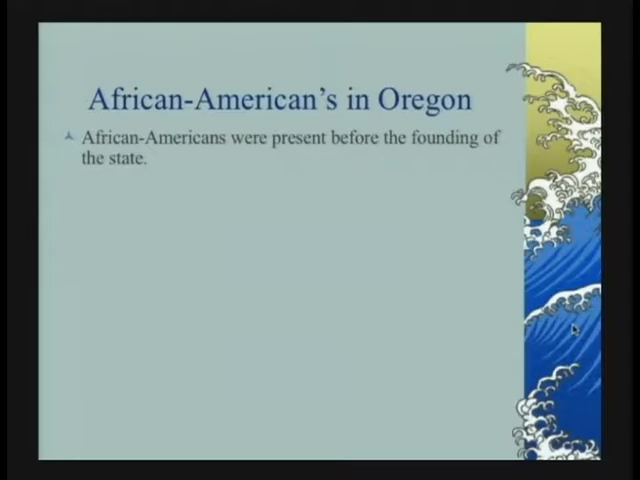 African-American's in Oregon
African-Americans were present before the founding of
the state.